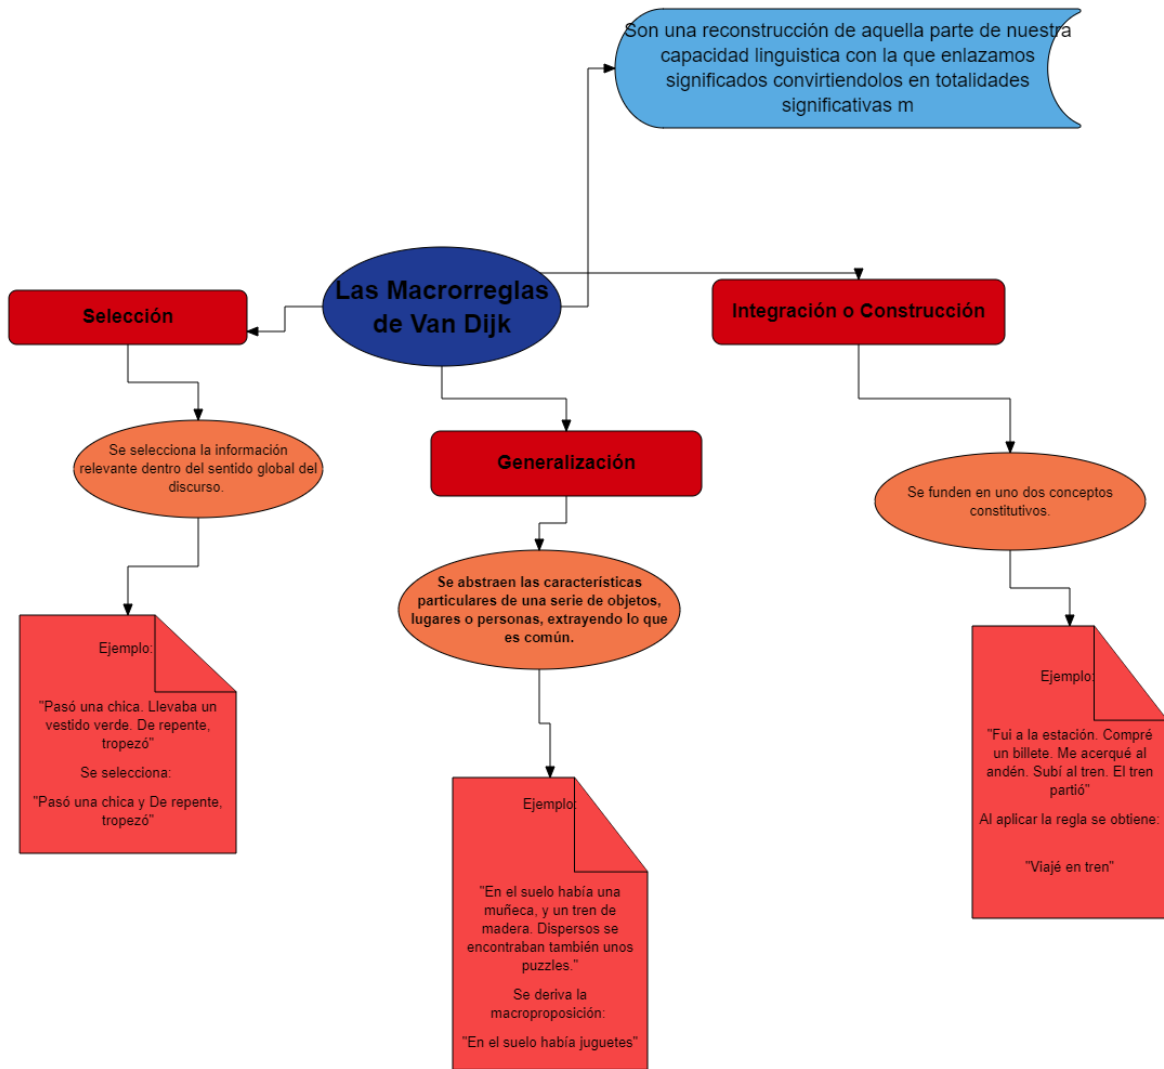 Son una reconstrucción de aquella parte de nuestra
capacidad linguistica con la que enlazamos
significados convirtiendolos en totalidades
significativas m
Las Macrorreglas
de Van Dijk
Selección
Se selecciona la información
relevante dentro del sentido global del
discurso.
Ejemplo:
"Pasó una chica. Llevaba un
vestido verde. De repente,
tropezó"
Se selecciona:
"Pasó una chica y De repente,
tropezó"
Generalización
Se abstraen las características
particulares de una serie de objetos,
lugares o personas, extrayendo lo que
es común.
Ejemplo:
"En el suelo había una
muñeca, y un tren de
madera. Dispersos se
encontraban también unos
puzzles."
Se deriva la
macroproposición:
"En el suelo había juguetes"
Integración o Construcción
Se funden en uno dos conceptos
constitutivos.
Ejemplo:
"Fui a la estación. Compré
un billete. Me acerqué al
andén. Subí al tren. El tren
partió"
Al aplicar la regla se obtiene:
"Viajé en tren"